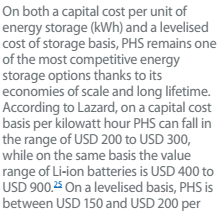 On both a capital cost per unit of
energy storage (kWh) and a levelised
cost of storage basis, PHS remains one
of the most competitive energy
storage options thanks to its
economies of scale and long lifetime.
According to Lazard, on a capital cost
basis per kilowatt hour PHS can fall in
the range of USD 200 to USD 300,
while on the same basis the value
range of Li-ion batteries is USD 400 to
USD 900.²⁵ On a levelised basis, PHS is
between USD 150 and USD 200 per